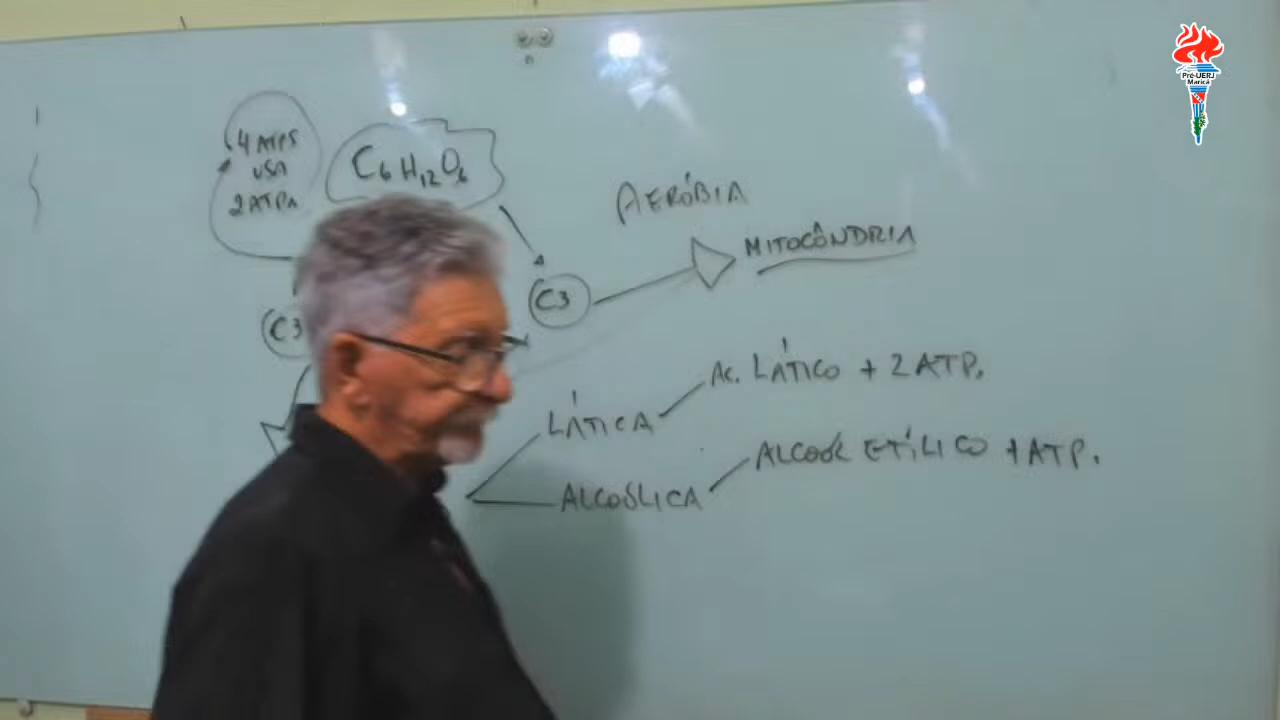 4 ATPS
USA
2 ATPs
C6H12O6
AERÓBIA
MITOCÔNDRIA
C3
C3
LÁTICA
AC. LÁTICO + 2 ATP.
ALCOÓLICA
ALCOOL ETÍLICO + ATP.
Pré-UERJ
Maricá